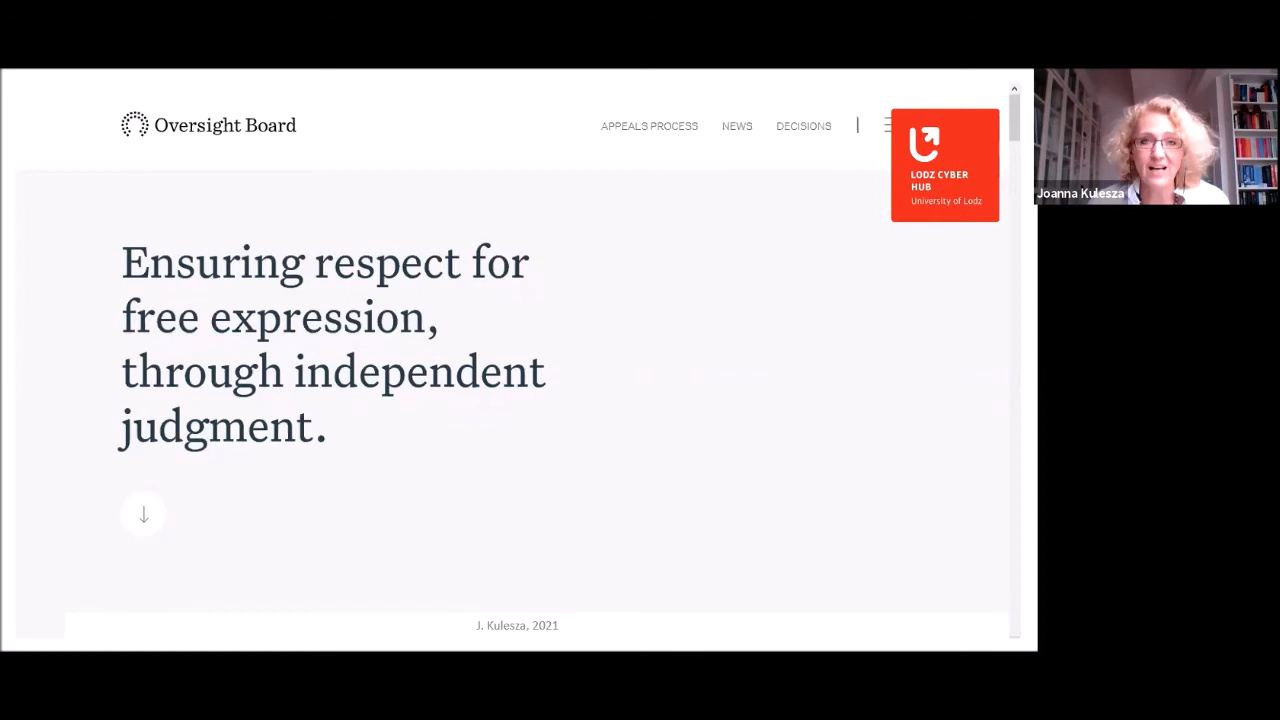 Oversight Board
APPEALS PROCESS NEWS DECISIONS
LODZ CYBER
HUB
University of Lodz
Joanna Kulesza
Ensuring respect for
free expression,
through independent
judgment.
J. Kulesza, 2021